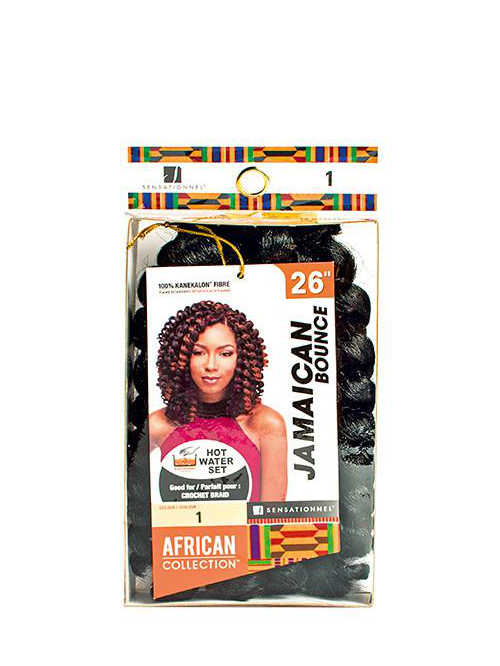 SENSATIONNEL
1
100% KANEKALON® FIBRE
26"
JAMAICAN
BOUNCE
HOT
WATER
SET
Good for / Parfait pour :
CROCHET BRAID
1
SENSATIONNEL®
AFRICAN
COLLECTION™